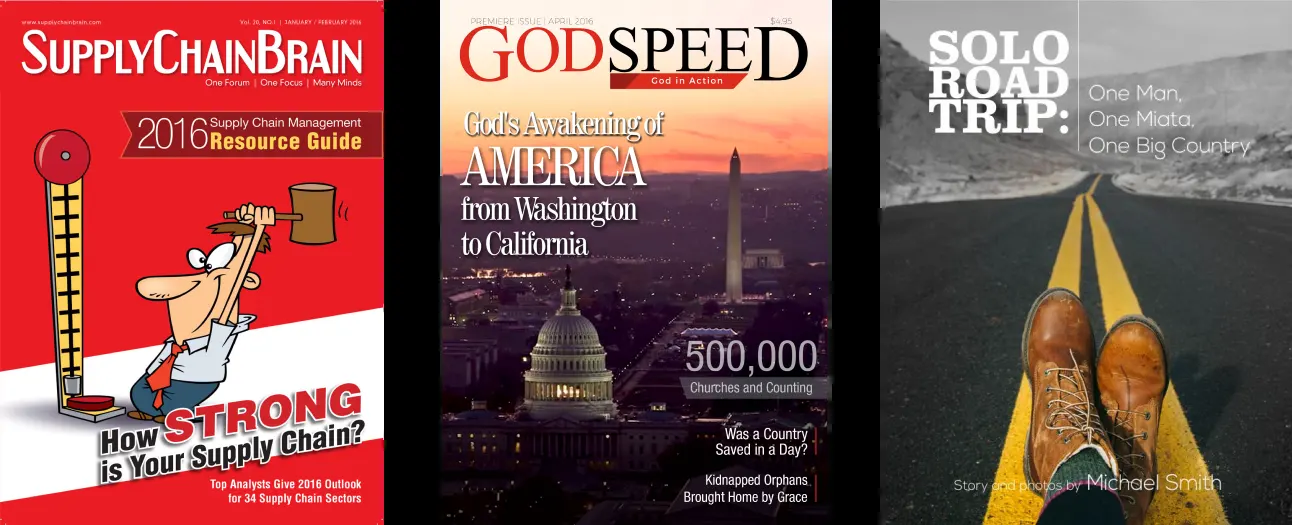 www.supplychainbrain.com
Vol. 20, NO.1 | JANUARY / FEBRUARY 2016
SUPPLYCHAINBRAIN
One Forum | One Focus | Many Minds
2016 Supply Chain Management
Resource Guide
How STRONG
is Your Supply Chain?
Top Analysts Give 2016 Outlook
for 34 Supply Chain Sectors
PREMIERE ISSUE | APRIL 2016
$4.95
GODSPEED
God in Action
God's Awakening of
AMERICA
from Washington
to California
500,000
Churches and Counting
Was a Country
Saved in a Day?
Kidnapped Orphans
Brought Home by Grace
SOLO
ROAD
TRIP:
One Man,
One Miata,
One Big Country
Story and photos by Michael Smith